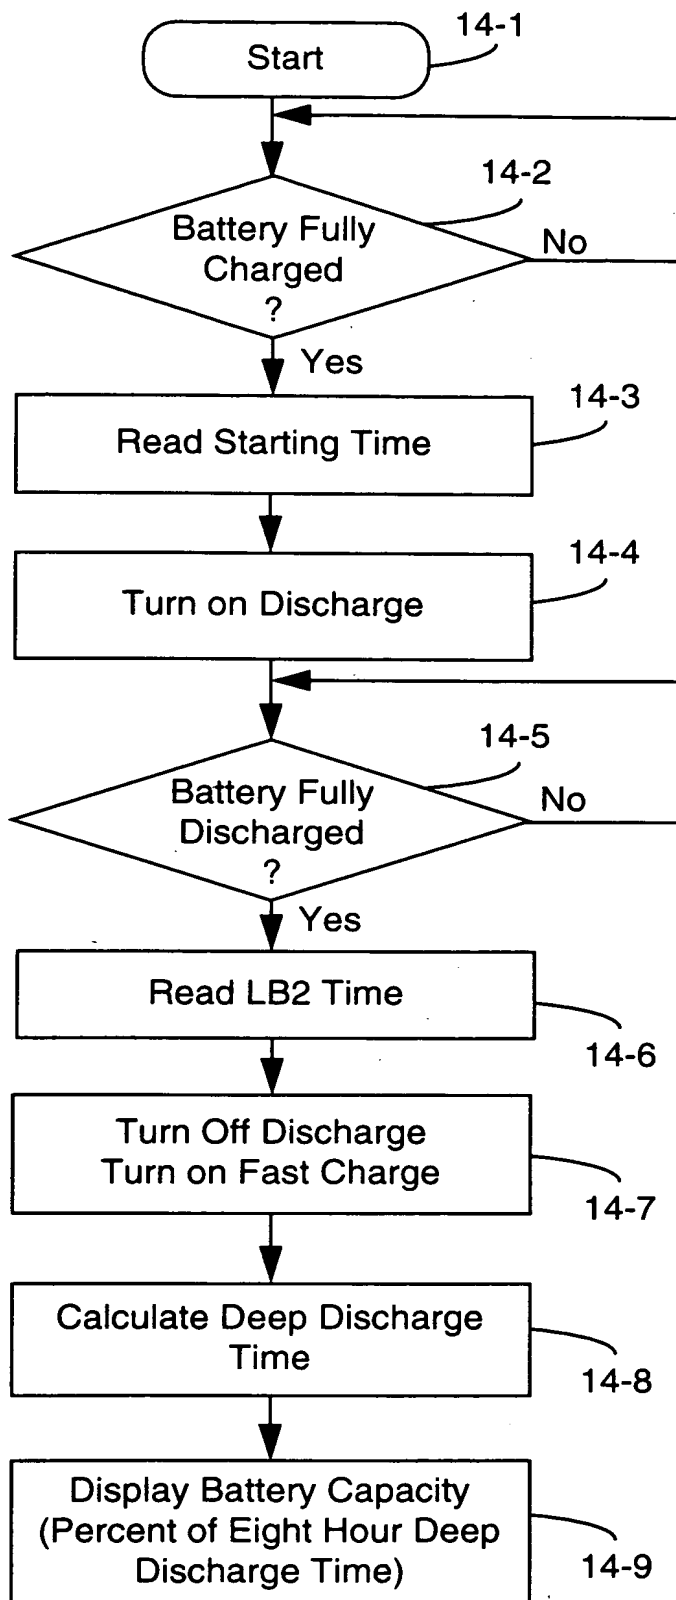 14-1
Start
14-2
Battery Fully
Charged
?
No
Yes
14-3
Read Starting Time
14-4
Turn on Discharge
14-5
Battery Fully
Discharged
?
No
Yes
Read LB2 Time
14-6
Turn Off Discharge
Turn on Fast Charge
14-7
Calculate Deep Discharge
Time
14-8
Display Battery Capacity
(Percent of Eight Hour Deep
Discharge Time)
14-9